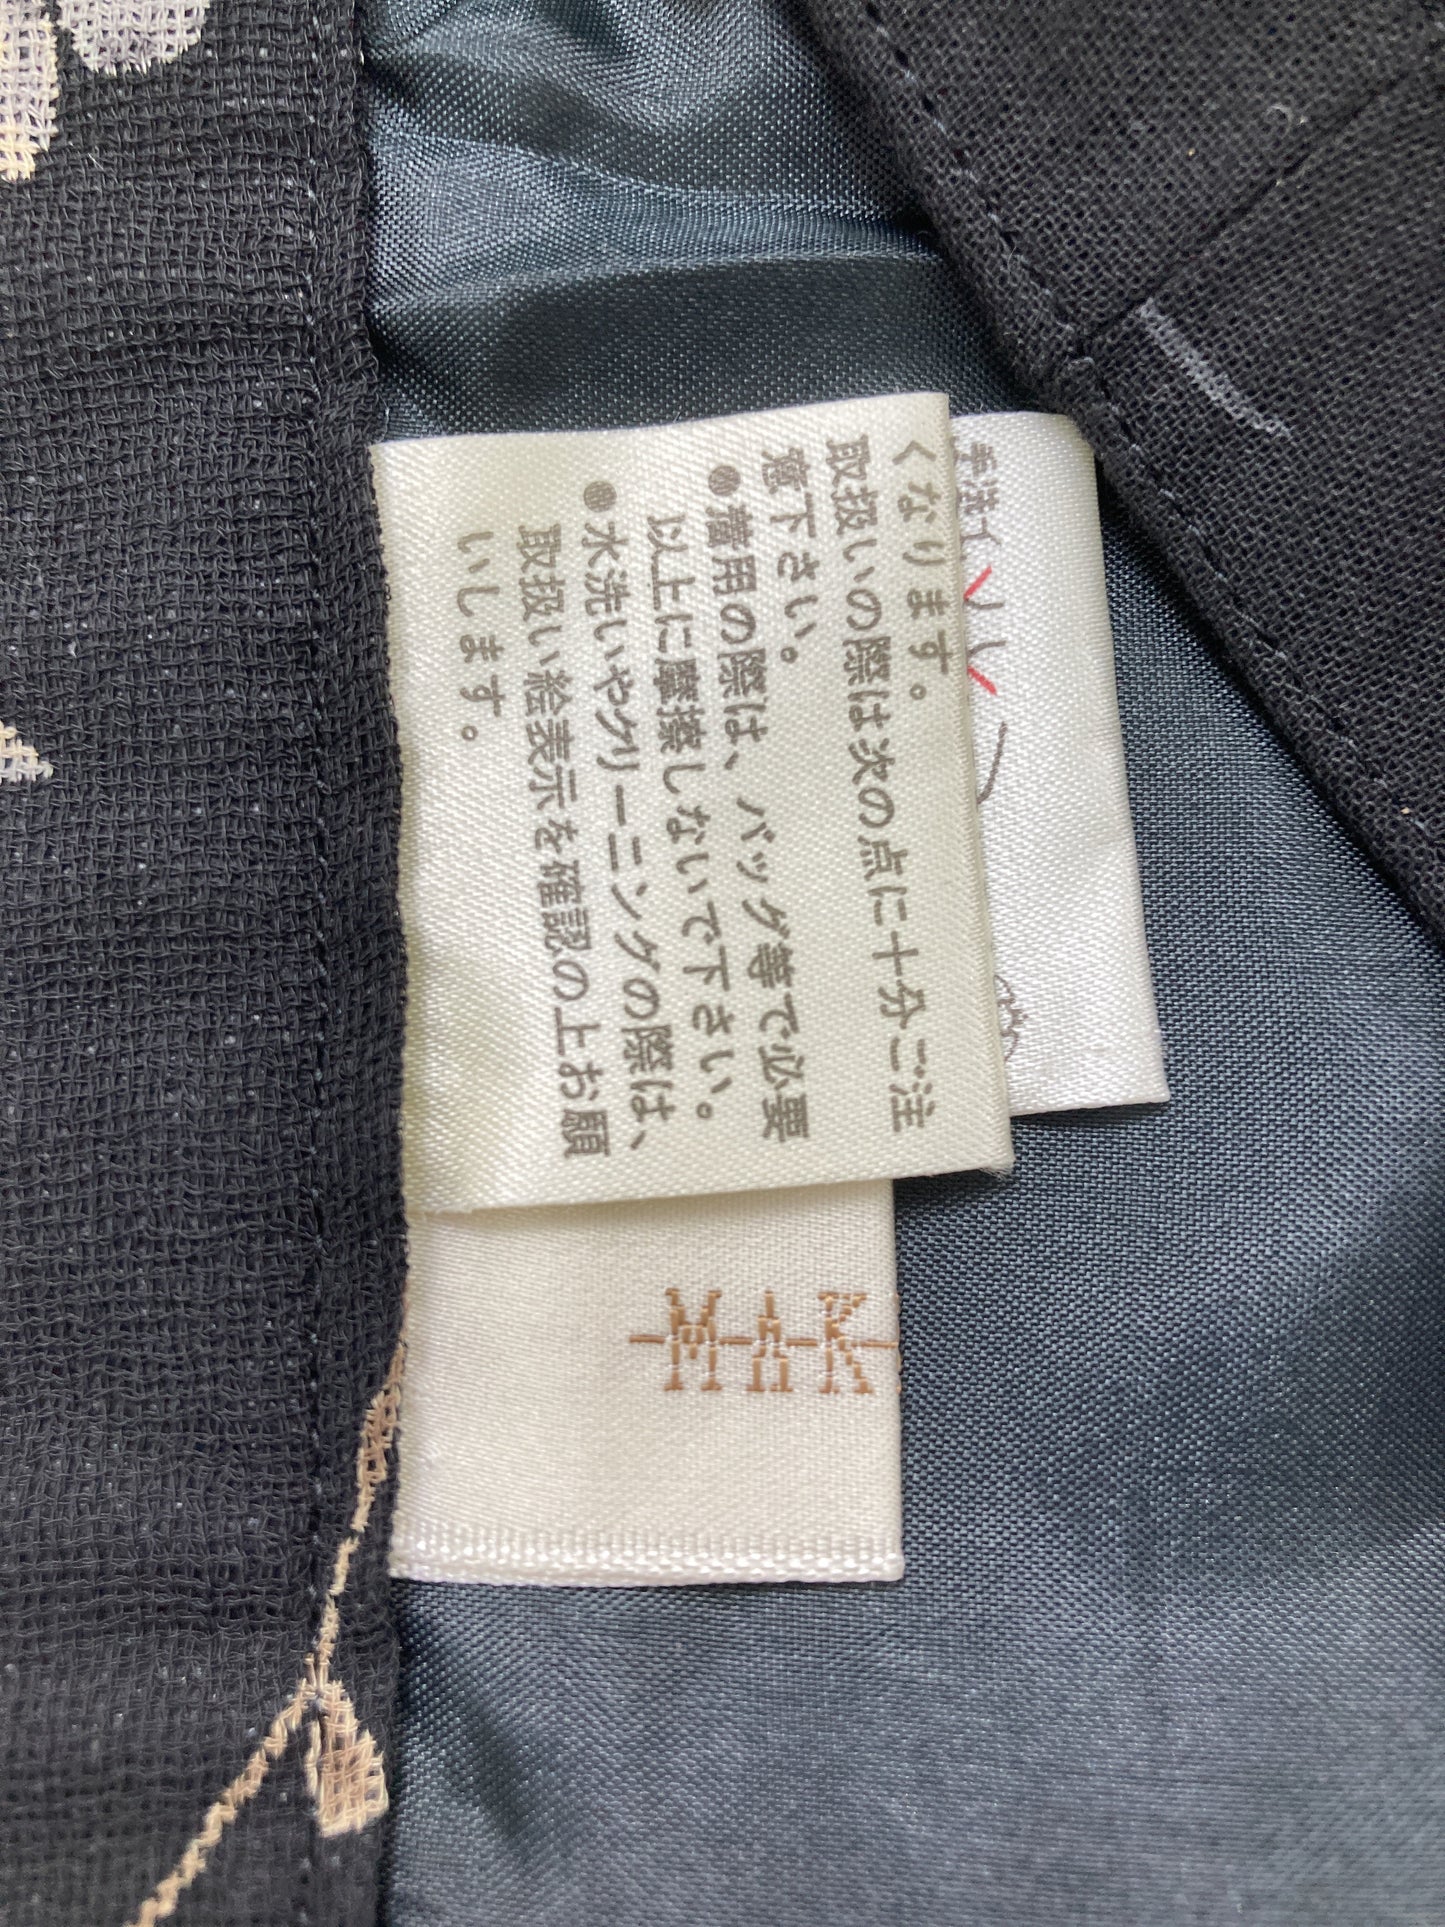 くなります。
取扱いの際は次の点に十分ご注
意下さい。
●着用の際は、バッグ等で必要
以上に摩擦しないで下さい。
●水洗いやクリーニングの際は、
取扱い絵表示を確認の上お願
いします。
手洗イ